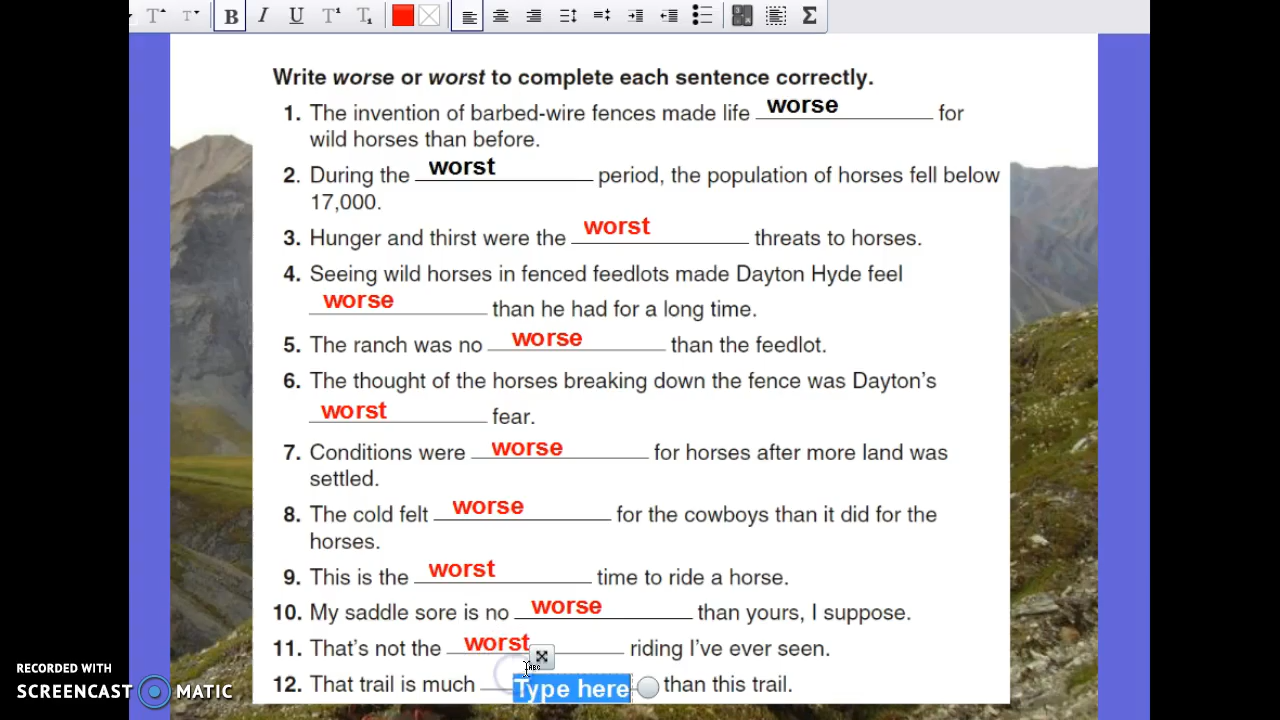 Write worse or worst to complete each sentence correctly.
1. The invention of barbed-wire fences made life worse for
wild horses than before.
2. During the worst period, the population of horses fell below
17,000.
3. Hunger and thirst were the worst threats to horses.
4. Seeing wild horses in fenced feedlots made Dayton Hyde feel
worse than he had for a long time.
5. The ranch was no worse than the feedlot.
6. The thought of the horses breaking down the fence was Dayton's
worst fear.
7. Conditions were worse for horses after more land was
settled.
8. The cold felt worse for the cowboys than it did for the
horses.
9. This is the worst time to ride a horse.
10. My saddle sore is no worse than yours, I suppose.
11. That's not the worst riding I've ever seen.
12. That trail is much Type here than this trail.
RECORDED WITH
SCREENCAST MATIC